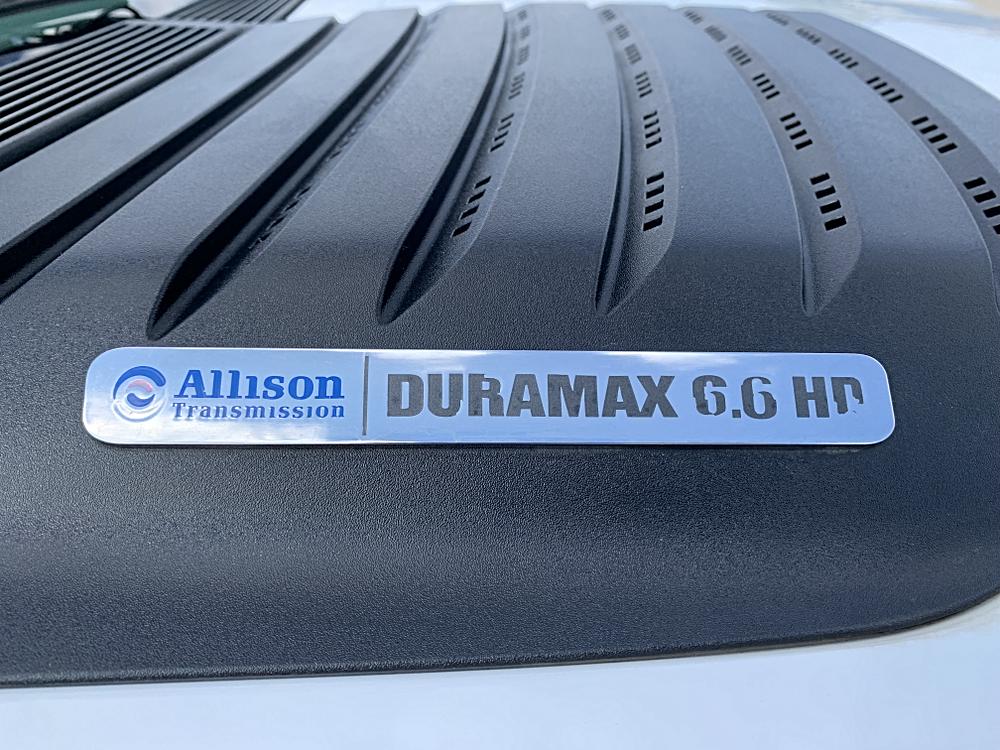 Allison
Transmission
DURAMAX 6.6 HD